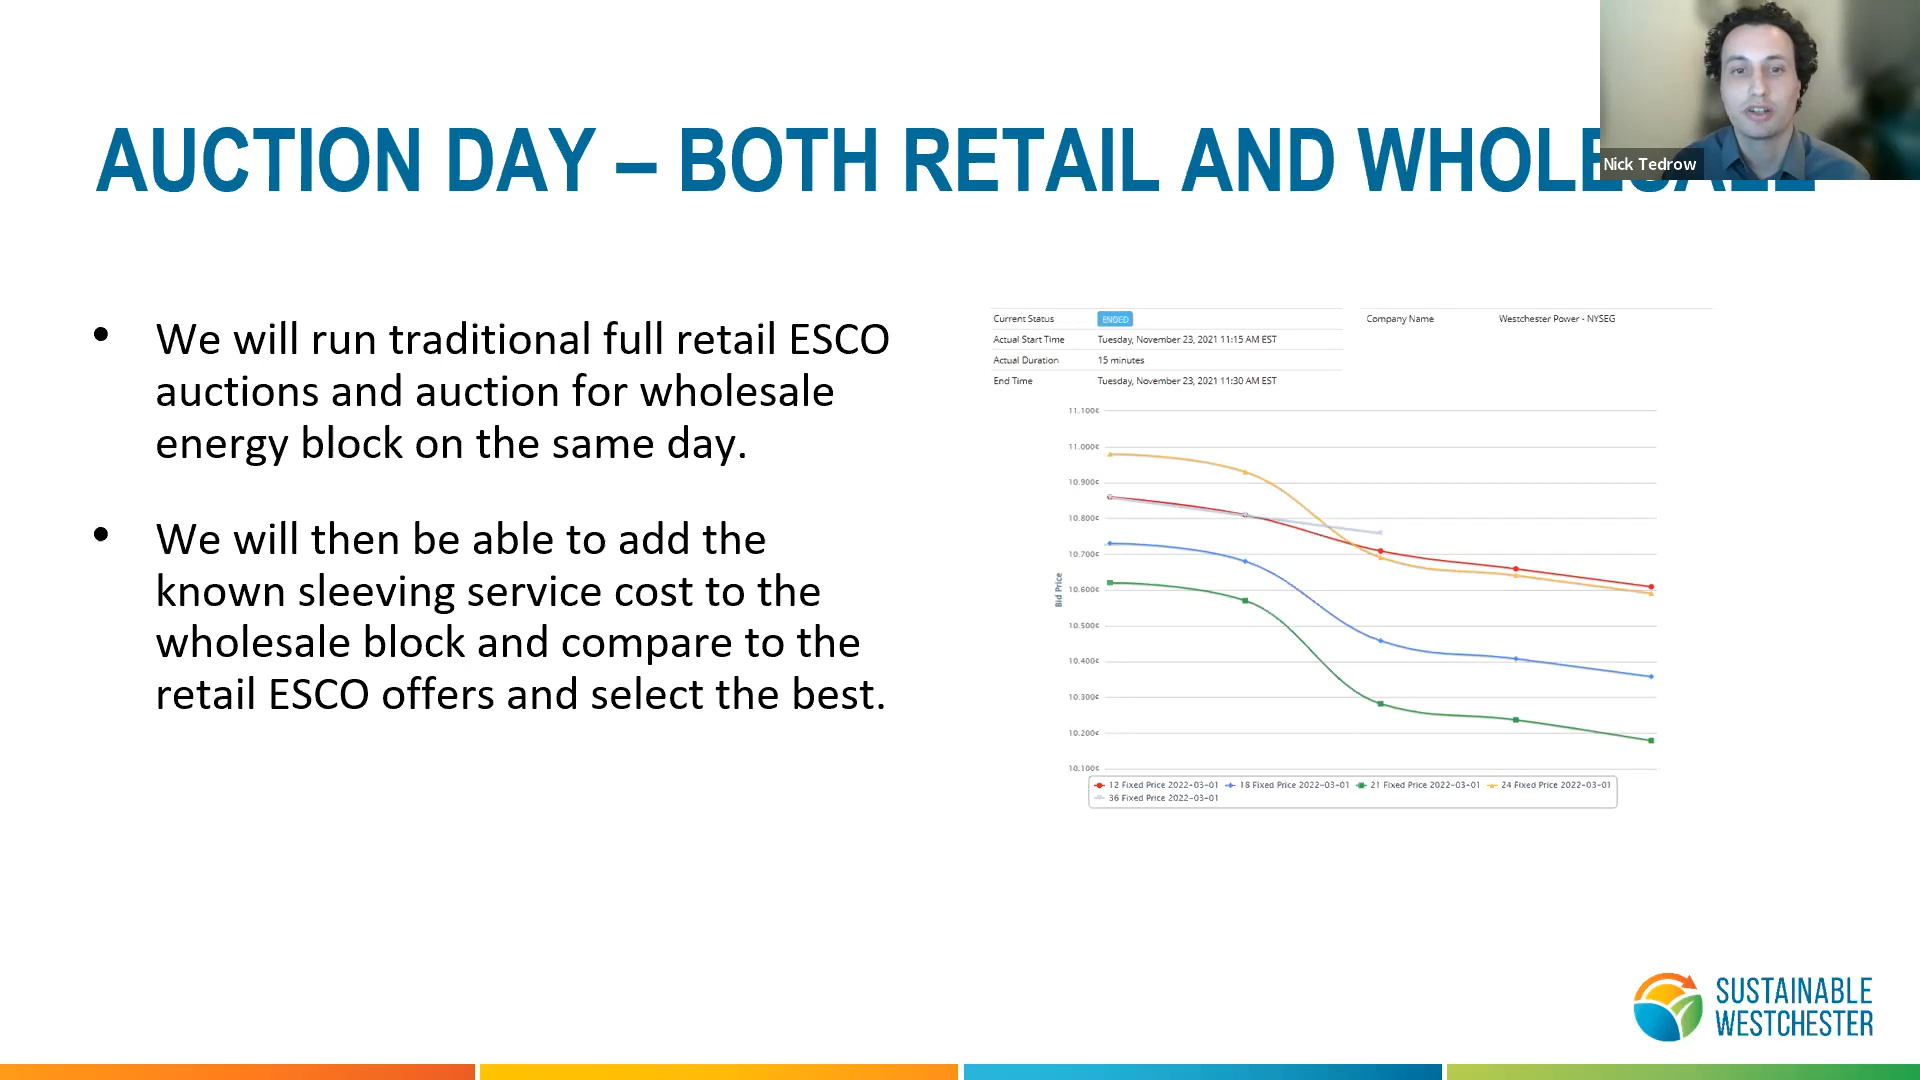 AUCTION DAY – BOTH RETAIL AND WHOLESALE
Nick Tedrow
• We will run traditional full retail ESCO
auctions and auction for wholesale
energy block on the same day.
• We will then be able to add the
known sleeving service cost to the
wholesale block and compare to the
retail ESCO offers and select the best.
Current Status ENDED
Actual Start Time Tuesday, November 23, 2021 11:15 AM EST
Actual Duration 15 minutes
End Time Tuesday, November 23, 2021 11:30 AM EST
Company Name Westchester Power - NYSEG
11.100¢
11.000¢
10.900¢
10.800¢
10.700¢
10.600¢
10.500¢
10.400¢
10.300¢
10.200¢
10.100¢
Bid Price
12 Fixed Price 2022-03-01 18 Fixed Price 2022-03-01 21 Fixed Price 2022-03-01 24 Fixed Price 2022-03-01
36 Fixed Price 2022-03-01
SUSTAINABLE
WESTCHESTER